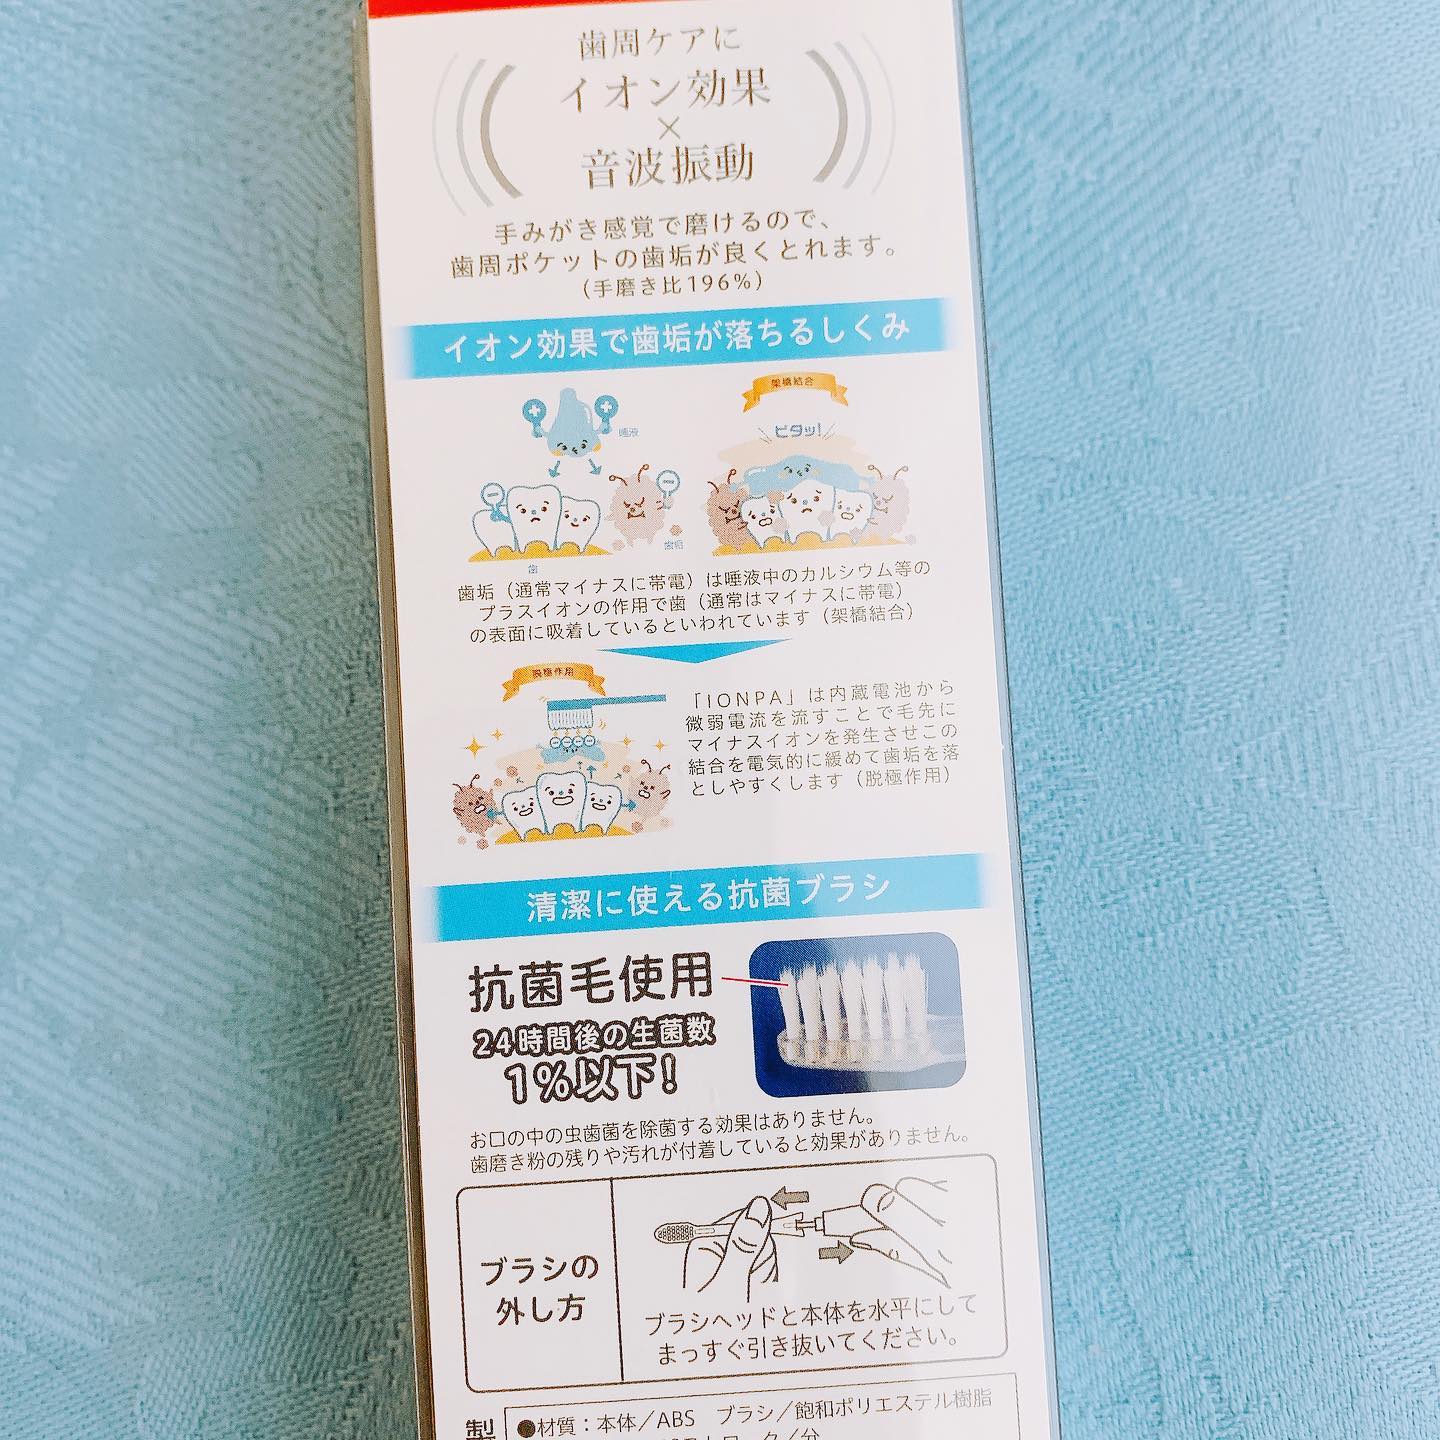 歯周ケアに
イオン効果
×
音波振動
手みがき感覚で磨けるので、
歯周ポケットの歯垢が良くとれます。
(手磨き比196%)
イオン効果で歯垢が落ちるしくみ
架橋結合
ピタッ!
唾液
歯垢
歯
歯垢（通常マイナスに帯電）は唾液中のカルシウム等の
プラスイオンの作用で歯（通常はマイナスに帯電）
の表面に吸着しているといわれています（架橋結合）
脱極作用
「IONPA」は内蔵電池から
微弱電流を流すことで毛先に
マイナスイオンを発生させこの
結合を電気的に緩めて歯垢を落
としやすくします（脱極作用）
清潔に使える抗菌ブラシ
抗菌毛使用
24時間後の生菌数
1%以下!
お口の中の虫歯菌を除菌する効果はありません。
歯磨き粉の残りや汚れが付着していると効果がありません。
ブラシの
外し方
ブラシヘッドと本体を水平にして
まっすぐ引き抜いてください。
製
●材質：本体／ABS　ブラシ／飽和ポリエステル樹脂